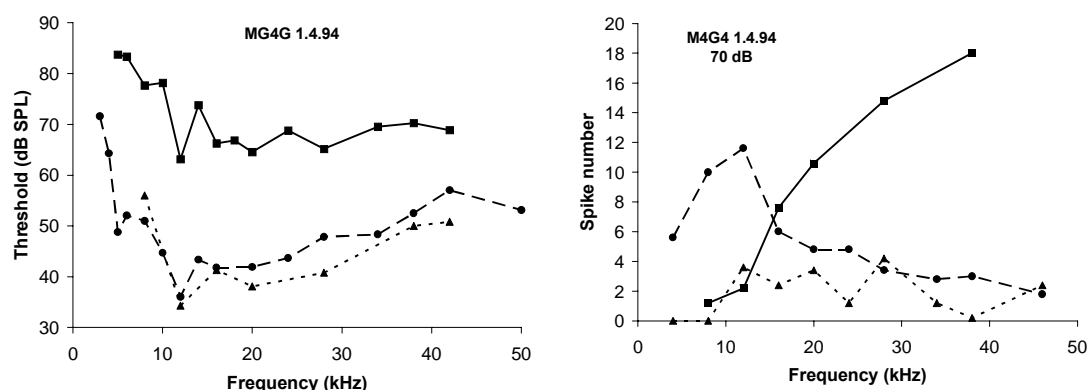 MG4G 1.4.94
Threshold (dB SPL)
90
80
70
60
50
40
30
0 10 20 30 40 50
Frequency (kHz)
M4G4 1.4.94
70 dB
Spike number
20
18
16
14
12
10
8
6
4
2
0
0 10 20 30 40 50
Frequency (kHz)